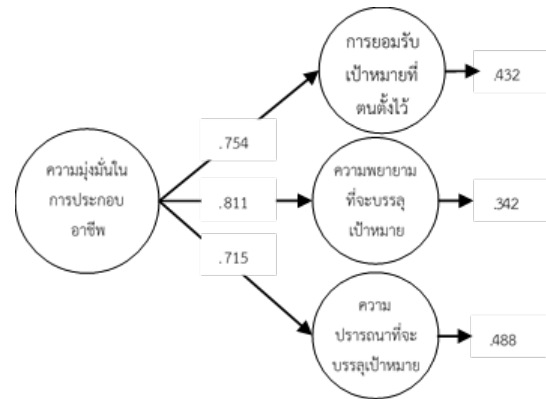 การยอมรับ
เป้าหมายที่
ตนตั้งไว้
.432
.754
ความมุ่งมั่นใน
การประกอบ
อาชีพ
.811
ความพยายาม
ที่จะบรรลุ
เป้าหมาย
.342
.715
ความ
ปรารถนาที่จะ
บรรลุเป้าหมาย
.488